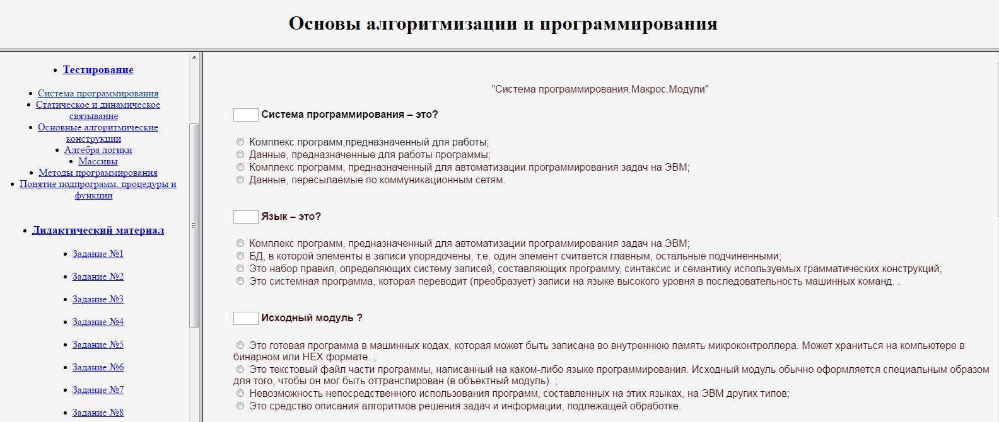 Основы алгоритмизации и программирования
Тестирование
Система программирования
Статическое и динамическое
связывание
Основные алгоритмические
конструкции
Алгебра логики
Массивы
Методы программирования
Понятие подпрограмм, процедуры и
функции
Дидактический материал
Задание №1
Задание №2
Задание №3
Задание №4
Задание №5
Задание №6
Задание №7
Задание №8
"Система программирования.Макрос.Модули"
1. Система программирования – это?
Комплекс программ,предназначенный для работы;
Данные, предназначенные для работы программы;
Комплекс программ, предназначенный для автоматизации программирования задач на ЭВМ;
Данные, пересылаемые по коммуникационным сетям.
2. Язык – это?
Комплекс программ, предназначенный для автоматизации программирования задач на ЭВМ;
БД, в которой элементы в записи упорядочены, т.е. один элемент считается главным, остальные подчиненными;
Это набор правил, определяющих систему записей, составляющих программу, синтаксис и семантику используемых грамматических конструкций;
Это системная программа, которая переводит (преобразует) записи на языке высокого уровня в последовательность машинных команд. .
3. Исходный модуль ?
Это готовая программа в машинных кодах, которая может быть записана во внутреннюю память микроконтроллера. Может храниться на компьютере в
бинарном или HEX формате. ;
Это текстовый файл части программы, написанный на каком-либо языке программирования. Исходный модуль обычно оформляется специальным образом
для того, чтобы он мог быть оттранслирован (в объектный модуль). ;
Невозможность непосредственного использования программ, составленных на этих языках, на ЭВМ других типов;
Это средство описания алгоритмов решения задач и информации, подлежащей обработке.